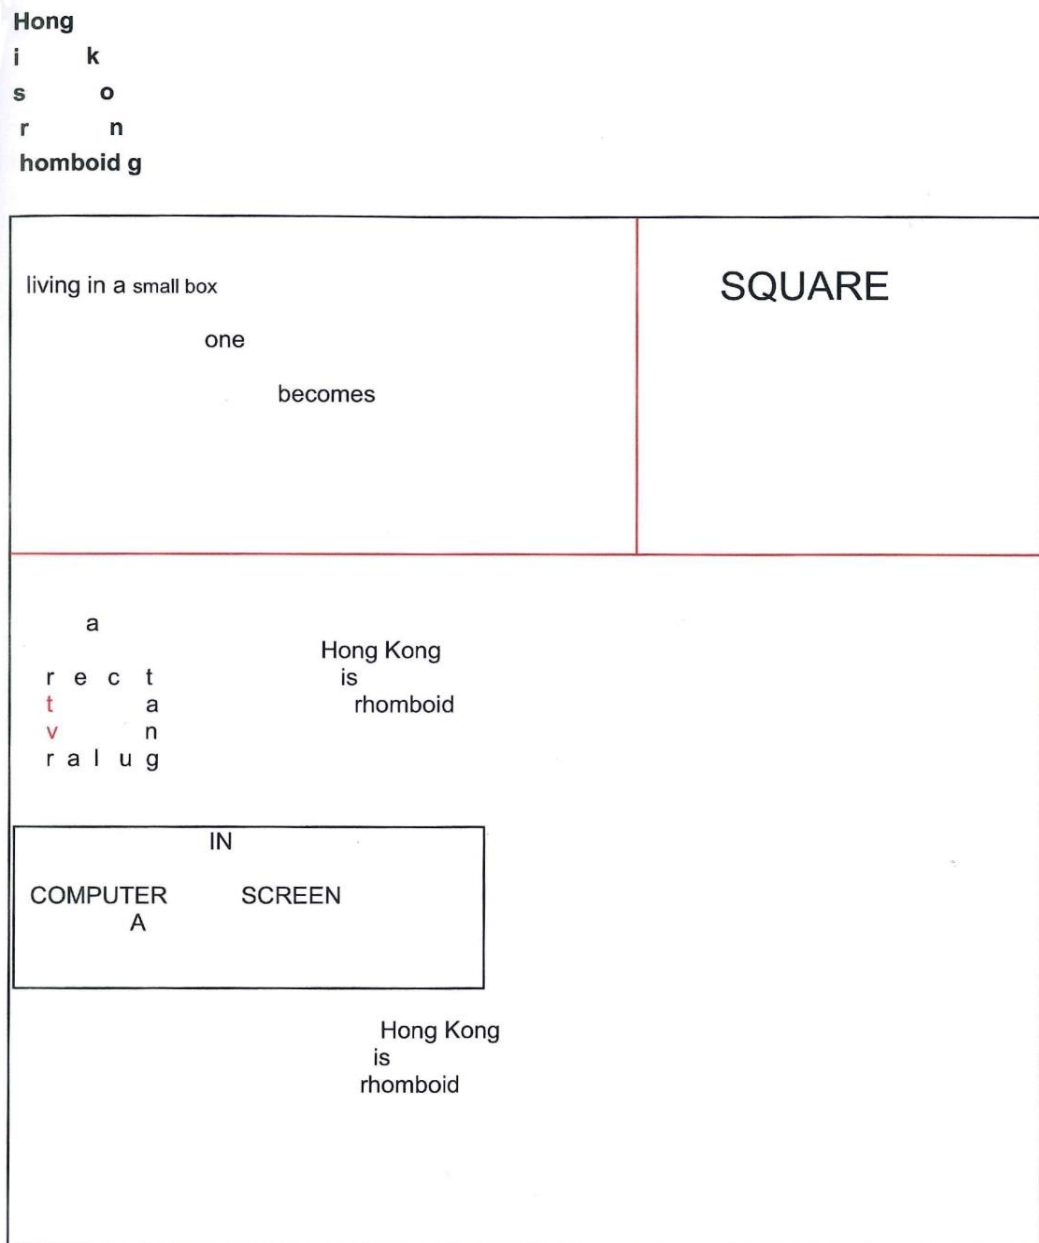 Hong
i k
s o
r n
homboid g
living in a small box
one
becomes
SQUARE
a
r e c t
t a
v n
r a l u g
Hong Kong
is
rhomboid
IN
COMPUTER SCREEN
A
Hong Kong
is
rhomboid